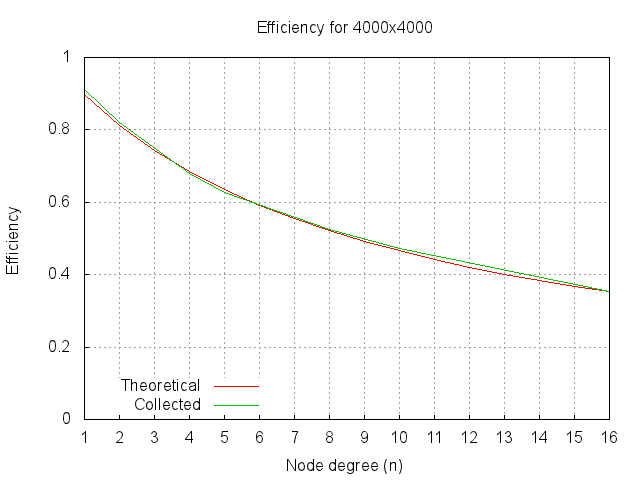 Efficiency for 4000x4000
1
0.8
0.6
0.4
0.2
0
Efficiency
Theoretical
Collected
1 2 3 4 5 6 7 8 9 10 11 12 13 14 15 16
Node degree (n)